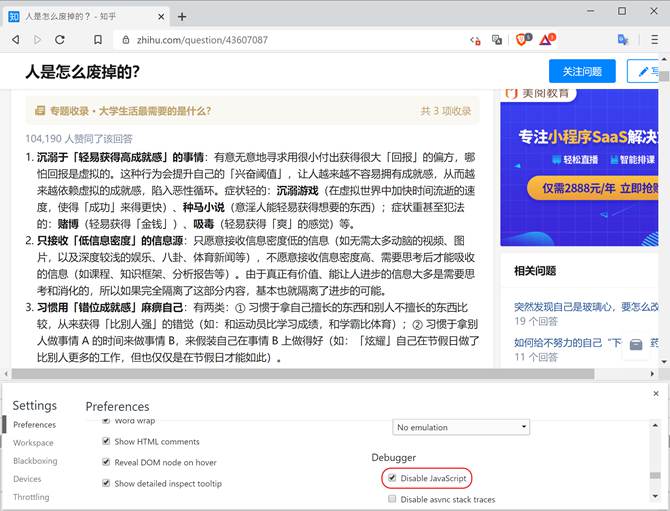 知 人是怎么废掉的？ - 知乎
zhihu.com/question/43607087
5
3
人是怎么废掉的？
关注问题
写
专题收录 · 大学生活最需要的是什么？
共 3 项收录
104,190 人赞同了该回答
1. 沉溺于「轻易获得高成就感」的事情：有意无意地寻求用很小付出获得很大「回报」的偏方，哪
怕回报是虚拟的。这种行为会提升自己的「兴奋阈值」，让人越来越不容易拥有成就感，从而越
来越依赖虚拟的成就感，陷入恶性循环。症状轻的：沉溺游戏（在虚拟世界中加快时间流逝的速
度，使得「成功」来得更快）、种马小说（意淫人能轻易获得想要的东西）；症状重甚至犯法
的：赌博（轻易获得「金钱」）、吸毒（轻易获得「爽」的感觉）等。
2. 只接收「低信息密度」的信息源：只愿意接收信息密度低的信息（如无需太多动脑的视频、图
片，以及深度较浅的娱乐、八卦、体育新闻等），不愿意接收信息密度高、需要思考后才能吸收
的信息（如课程、知识框架、分析报告等）。由于真正有价值、能让人进步的信息大多是需要思
考和消化的，所以如果完全隔离了这部分内容，基本也就隔离了进步的可能。
3. 习惯用「错位成就感」麻痹自己：有两类：① 习惯于拿自己擅长的东西和别人不擅长的东西比
较，从来获得「比别人强」的错觉（如：和运动员比学习成绩，和学霸比体育）；② 习惯于拿别
人做事情 A 的时间来做事情 B，来假装自己在事情 B 上做得好（如：「炫耀」自己在节假日做了
比别人更多的工作，但也仅仅是在节假日才能如此）。
美阅教育
专注小程序SaaS解决
轻松直播
智能排课
仅需2888元/年 立即抢
相关问题
突然发现自己是玻璃心，要怎么改
19 个回答
如何给不努力的自己“下 药
11 个回答
Settings
Preferences
Workspace
Blackboxing
Devices
Throttling
Preferences
Word wrap
Show HTML comments
Reveal DOM node on hover
Show detailed inspect tooltip
No emulation
Debugger
Disable JavaScript
Disable async stack traces